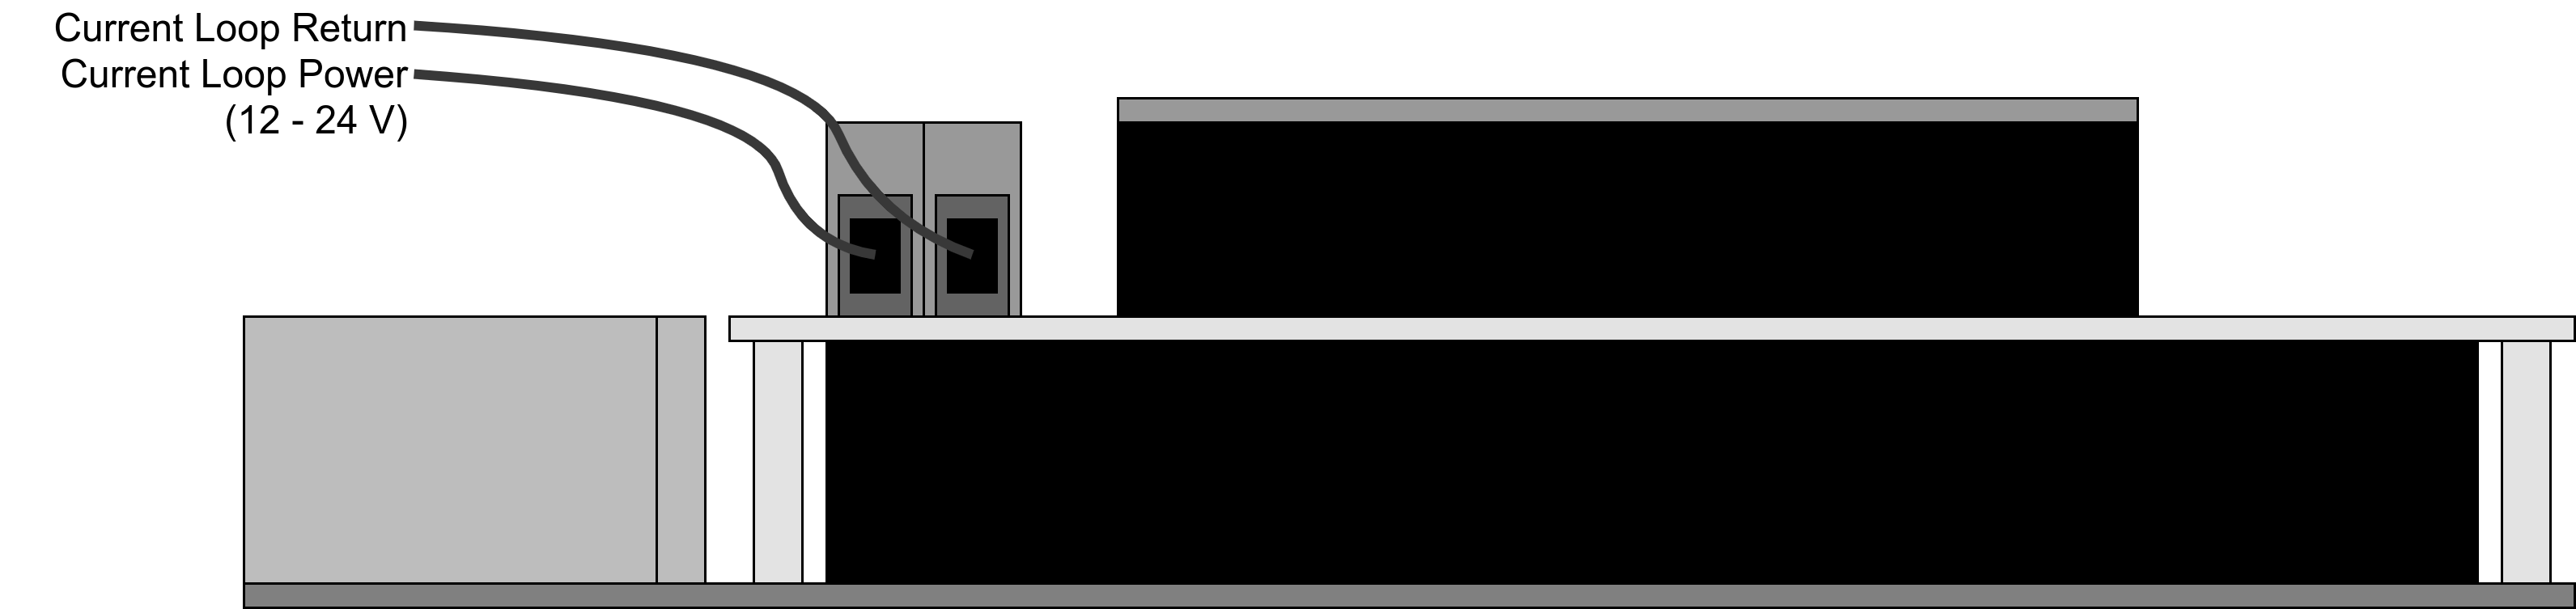 Current Loop Return
Current Loop Power
(12 - 24 V)